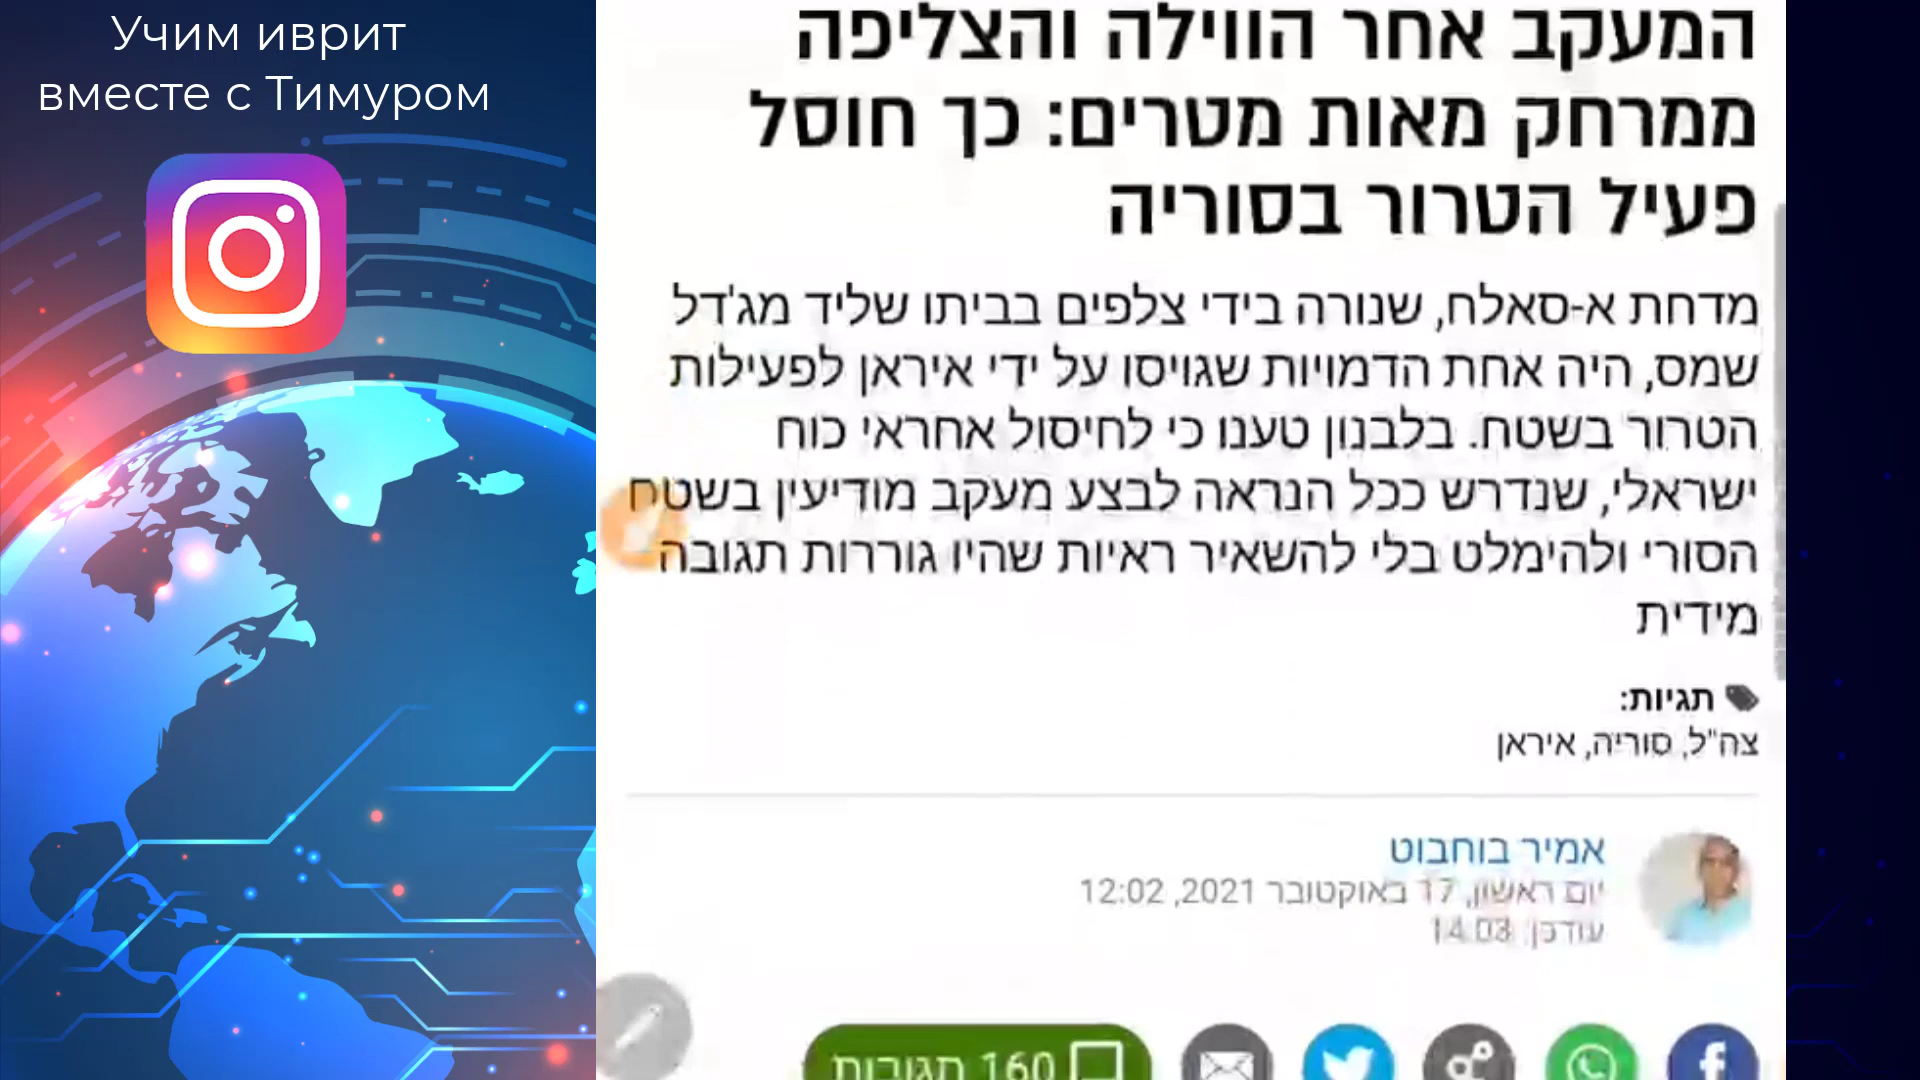 Учим иврит
вместе с Тимуром
המעקב אחר הווילה והצליפה
ממרחק מאות מטרים: כך חוסל
פעיל הטרור בסוריה
מדחת א-סאלח, שנורה בידי צלפים בביתו שליד מג'דל
שמס, היה אחת הדמויות שגויסו על ידי איראן לפעילות
הטרור בשטח. בלבנון טענו כי לחיסול אחראי כוח
ישראלי, שנדרש ככל הנראה לבצע מעקב מודיעין בשטח
הסורי ולהימלט בלי להשאיר ראיות שהיו גוררות תגובה
מידית
תגיות:
צה"ל, סוריה, איראן
אמיר בוחבוט
יום ראשון, 17 באוקטובר 2021, 12:02
עודכן: 14:03
160 תגובות